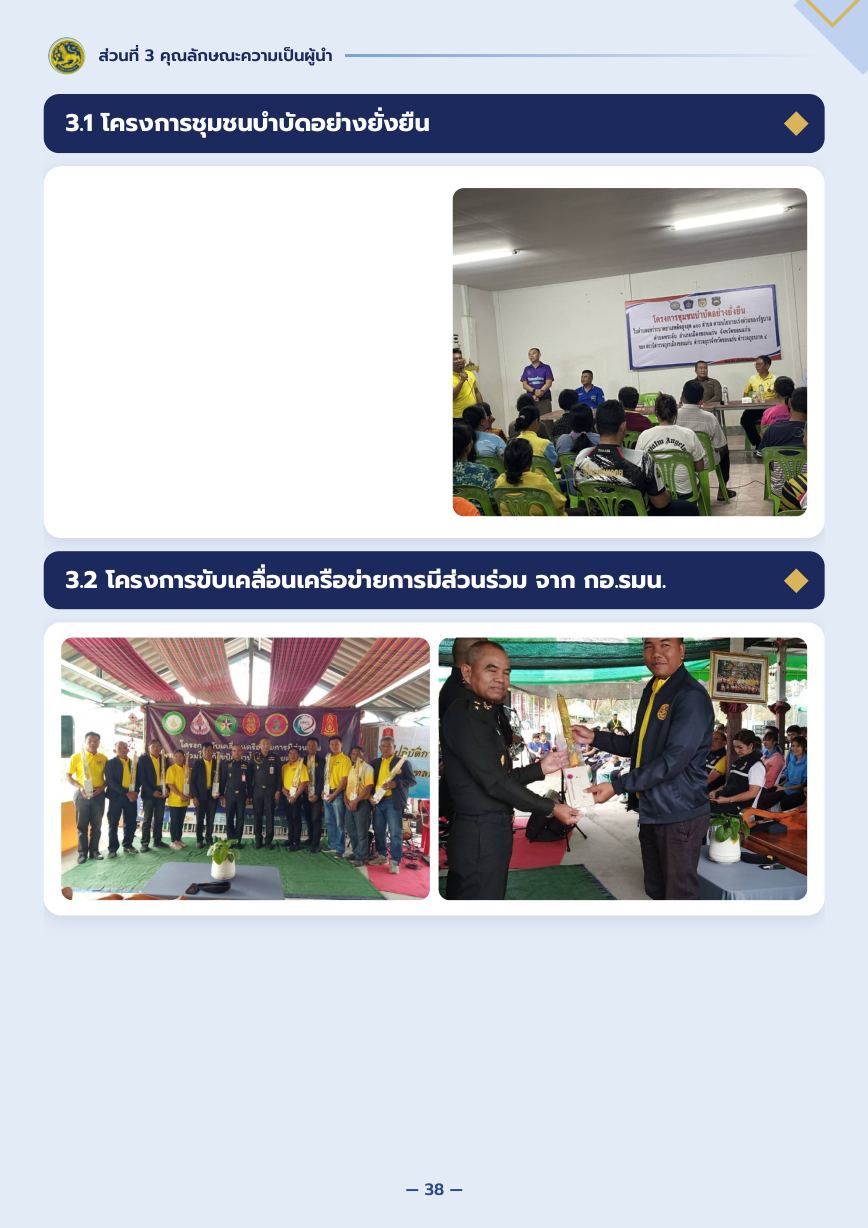 ส่วนที่ 3 คุณลักษณะความเป็นผู้นำ
3.1 โครงการชุมชนบำบัดอย่างยั่งยืน
โครงการชุมชนบำบัดอย่างยั่งยืน
3.2 โครงการขับเคลื่อนเครือข่ายการมีส่วนร่วม จาก กอ.รมน.
— 38 —